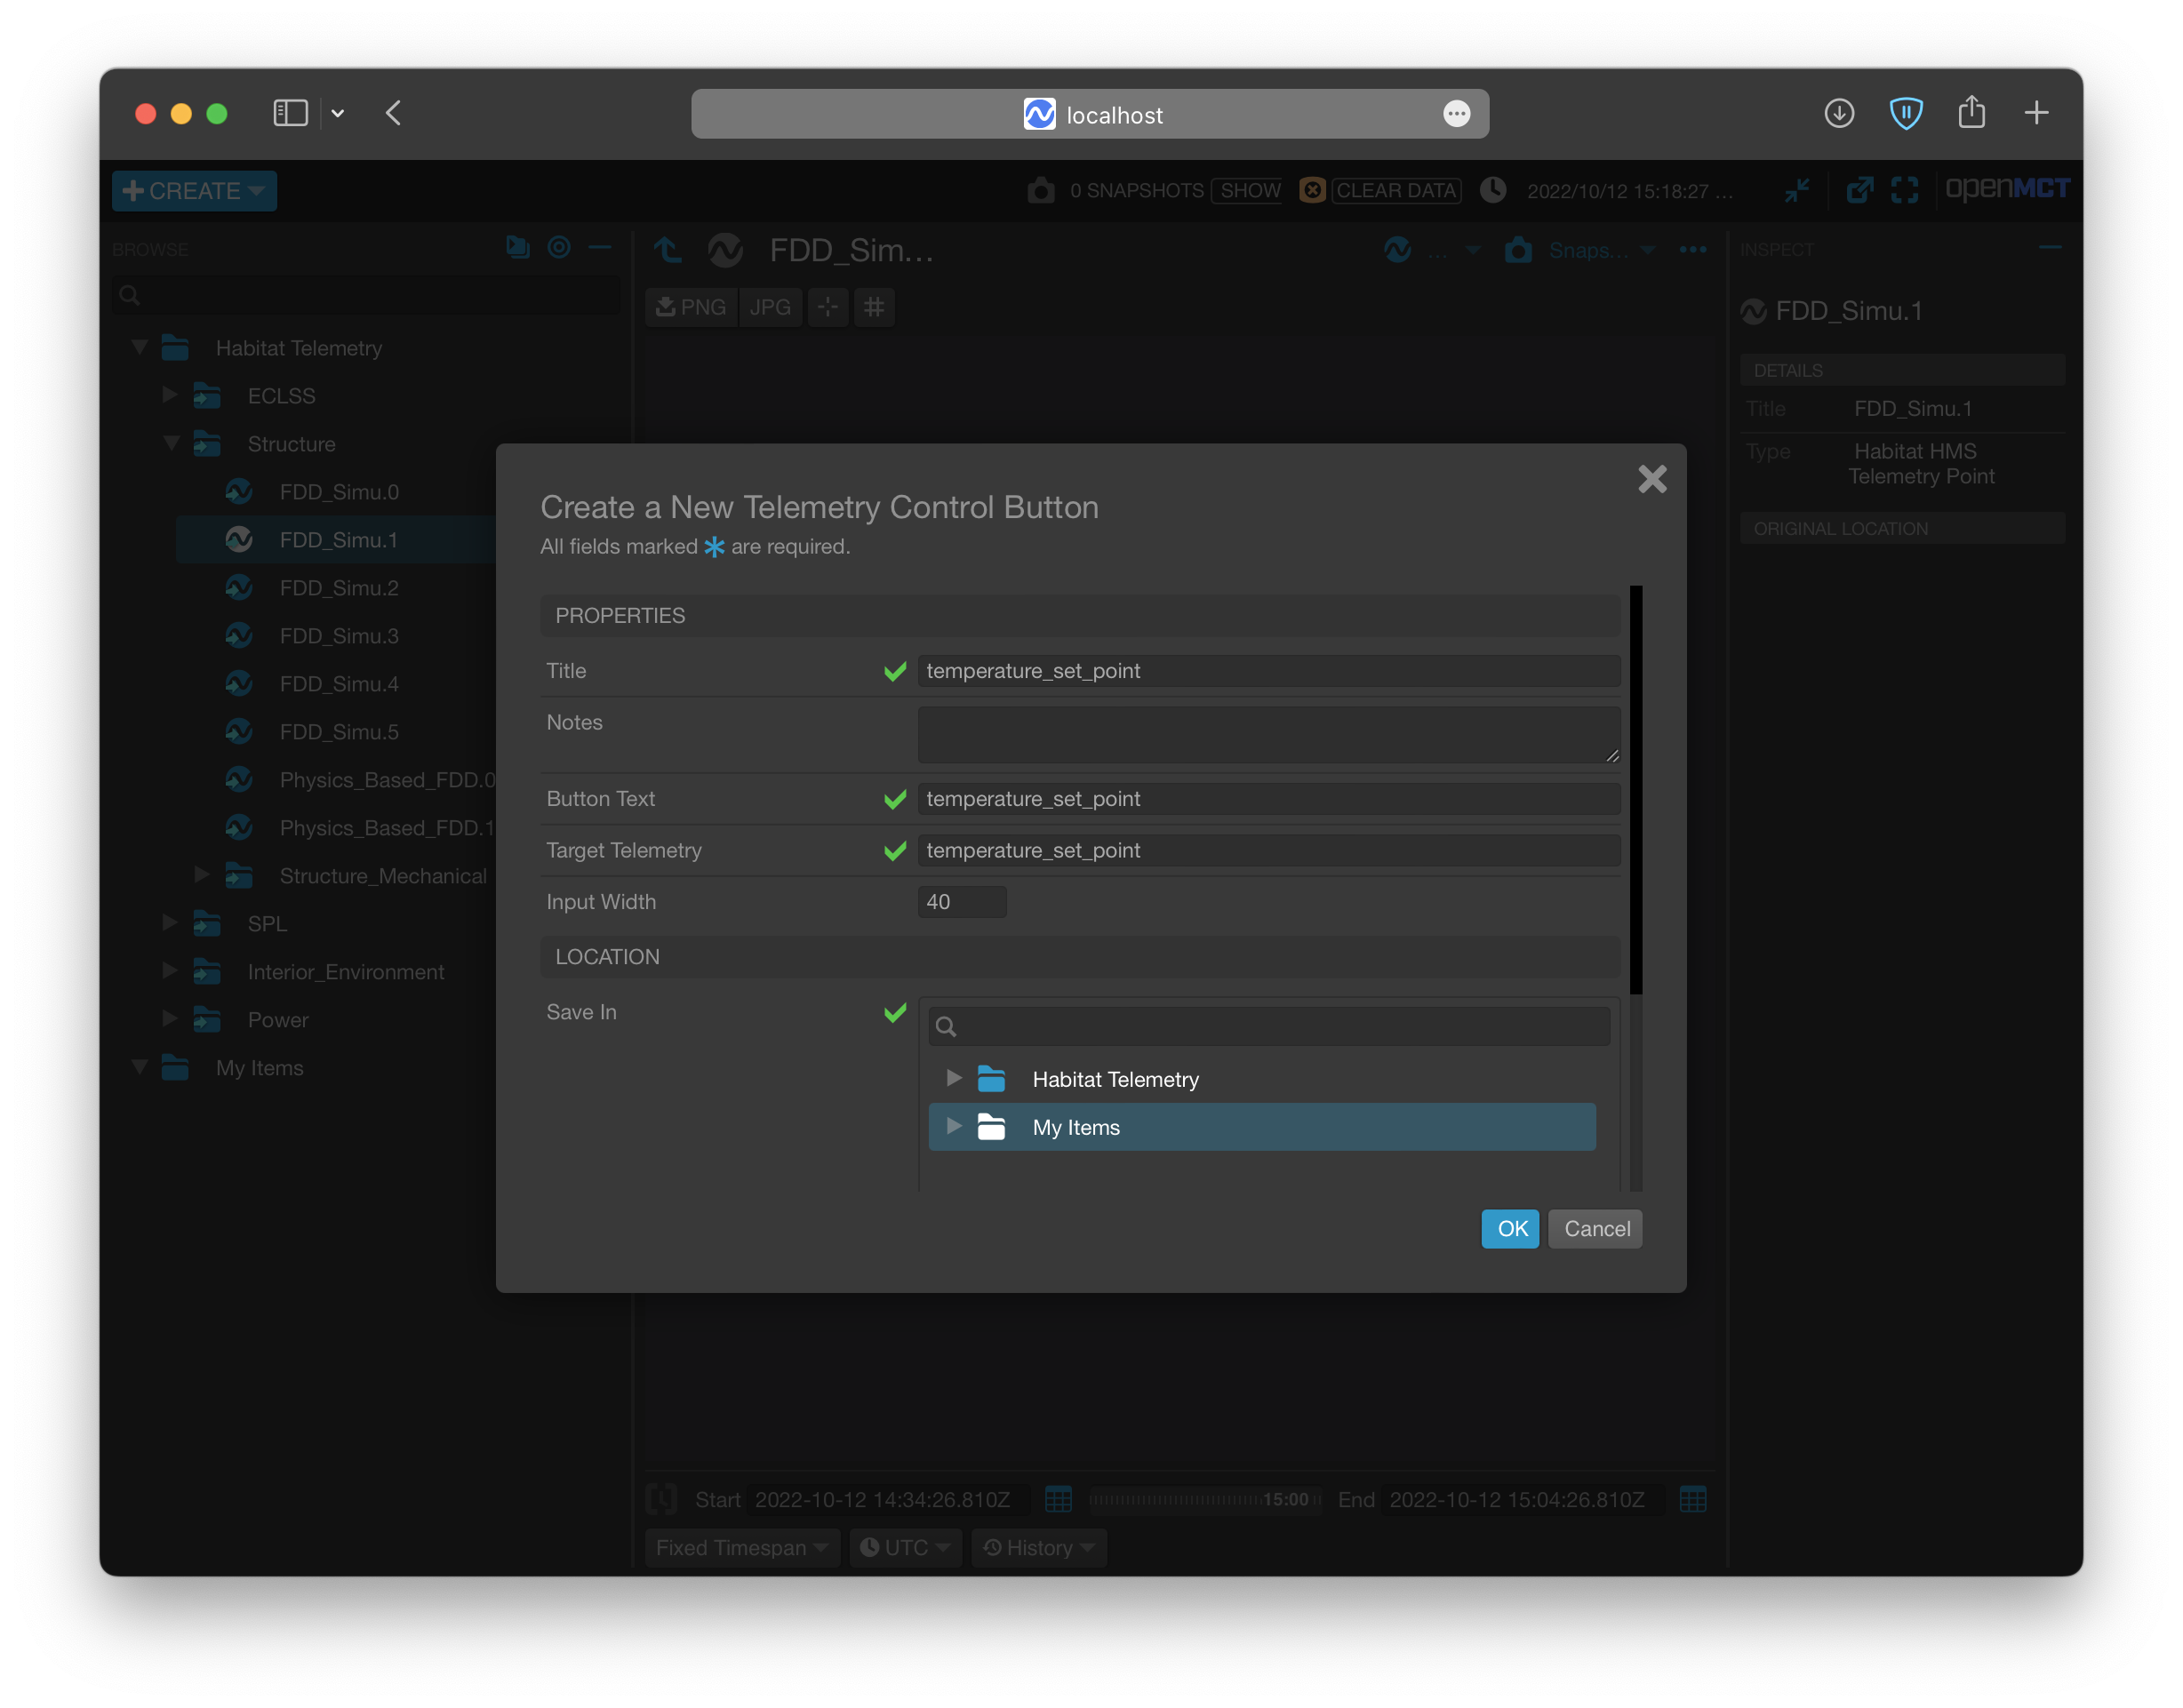 localhost
CREATE
0 SNAPSHOTS SHOW CLEAR DATA 2022/10/12 15:18:27 ... openMCT
BROWSE
Habitat Telemetry
ECLSS
Structure
FDD_Simu.0
FDD_Simu.1
FDD_Simu.2
FDD_Simu.3
FDD_Simu.4
FDD_Simu.5
Physics_Based_FDD.0
Physics_Based_FDD.1
Structure_Mechanical
SPL
Interior_Environment
Power
My Items
FDD_Sim...
... Snaps...
PNG JPG
Create a New Telemetry Control Button
All fields marked * are required.
PROPERTIES
Title temperature_set_point
Notes
Button Text temperature_set_point
Target Telemetry temperature_set_point
Input Width 40
LOCATION
Save In
Habitat Telemetry
My Items
OK Cancel
Start 2022-10-12 14:34:26.810Z 15:00 End 2022-10-12 15:04:26.810Z
Fixed Timespan UTC History
INSPECT
FDD_Simu.1
DETAILS
Title FDD_Simu.1
Type Habitat HMS
Telemetry Point
ORIGINAL LOCATION